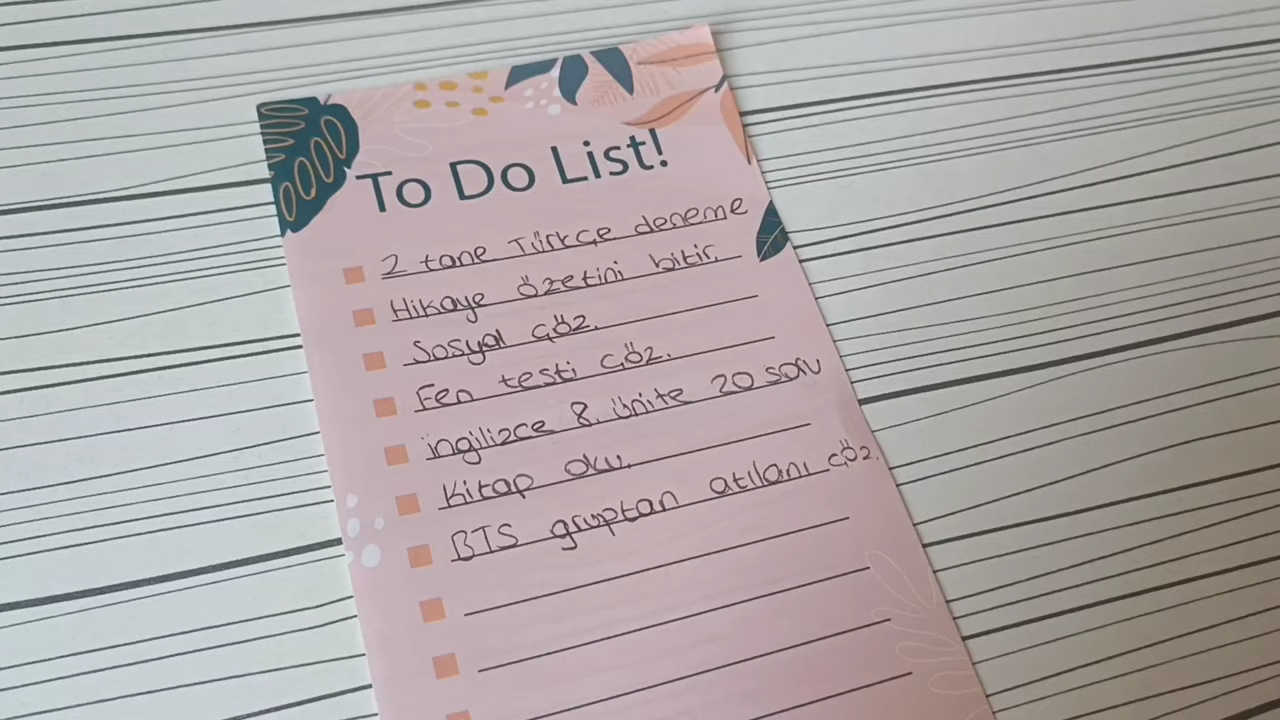 To Do List!
2 tane Türkçe deneme
Hikaye özetini bitir.
Sosyal çöz.
Fen testi çöz.
ingilizce 8. ünite 20 soru
Kitap oku.
BTS gruptan atılanı çöz.